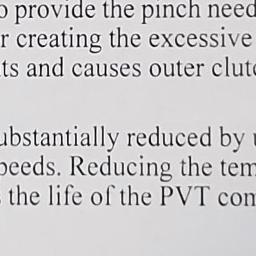 o provide the pinch need
r creating the excessive
ts and causes outer clut
ubstantially reduced by u
peeds. Reducing the tem
the life of the PVT com